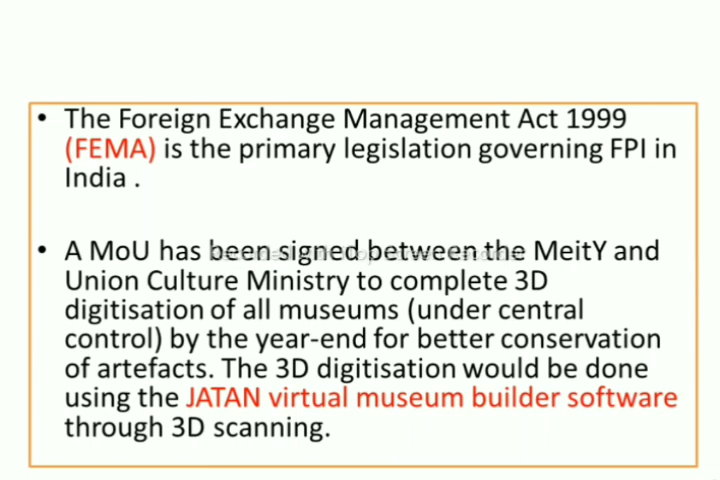 • The Foreign Exchange Management Act 1999
(FEMA) is the primary legislation governing FPI in
India .
• A MoU has been signed between the MeitY and
Union Culture Ministry to complete 3D
digitisation of all museums (under central
control) by the year-end for better conservation
of artefacts. The 3D digitisation would be done
using the JATAN virtual museum builder software
through 3D scanning.